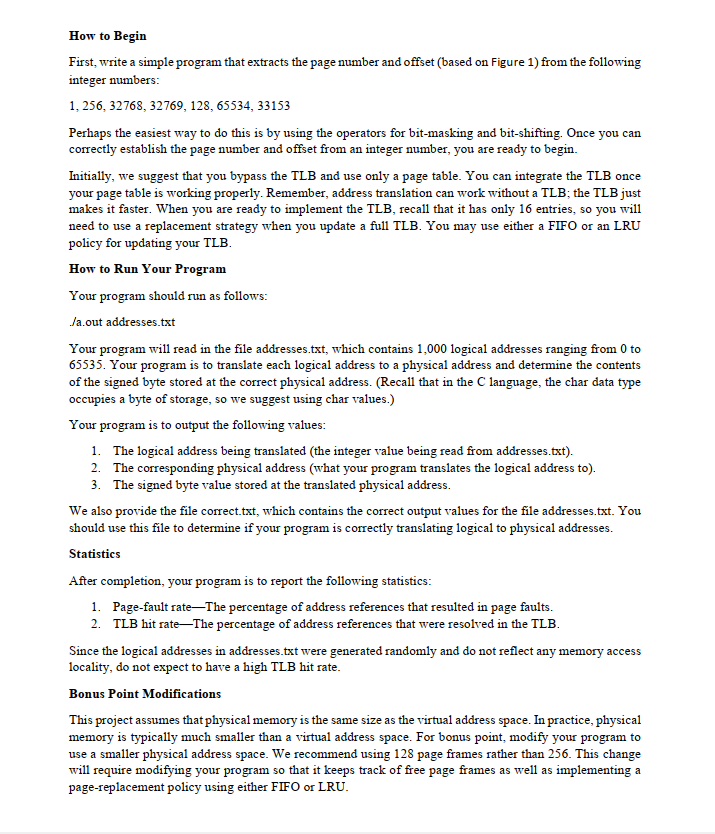 How to Begin
First, write a simple program that extracts the page number and offset (based on Figure 1) from the following
integer numbers:
1, 256, 32768, 32769, 128, 65534, 33153
Perhaps the easiest way to do this is by using the operators for bit-masking and bit-shifting. Once you can
correctly establish the page number and offset from an integer number, you are ready to begin.
Initially, we suggest that you bypass the TLB and use only a page table. You can integrate the TLB once
your page table is working properly. Remember, address translation can work without a TLB; the TLB just
makes it faster. When you are ready to implement the TLB, recall that it has only 16 entries, so you will
need to use a replacement strategy when you update a full TLB. You may use either a FIFO or an LRU
policy for updating your TLB.
How to Run Your Program
Your program should run as follows:
./a.out addresses.txt
Your program will read in the file addresses.txt, which contains 1,000 logical addresses ranging from 0 to
65535. Your program is to translate each logical address to a physical address and determine the contents
of the signed byte stored at the correct physical address. (Recall that in the C language, the char data type
occupies a byte of storage, so we suggest using char values.)
Your program is to output the following values:
1. The logical address being translated (the integer value being read from addresses.txt).
2. The corresponding physical address (what your program translates the logical address to).
3. The signed byte value stored at the translated physical address.
We also provide the file correct.txt, which contains the correct output values for the file addresses.txt. You
should use this file to determine if your program is correctly translating logical to physical addresses.
Statistics
After completion, your program is to report the following statistics:
1. Page-fault rate—The percentage of address references that resulted in page faults.
2. TLB hit rate—The percentage of address references that were resolved in the TLB.
Since the logical addresses in addresses.txt were generated randomly and do not reflect any memory access
locality, do not expect to have a high TLB hit rate.
Bonus Point Modifications
This project assumes that physical memory is the same size as the virtual address space. In practice, physical
memory is typically much smaller than a virtual address space. For bonus point, modify your program to
use a smaller physical address space. We recommend using 128 page frames rather than 256. This change
will require modifying your program so that it keeps track of free page frames as well as implementing a
page-replacement policy using either FIFO or LRU.